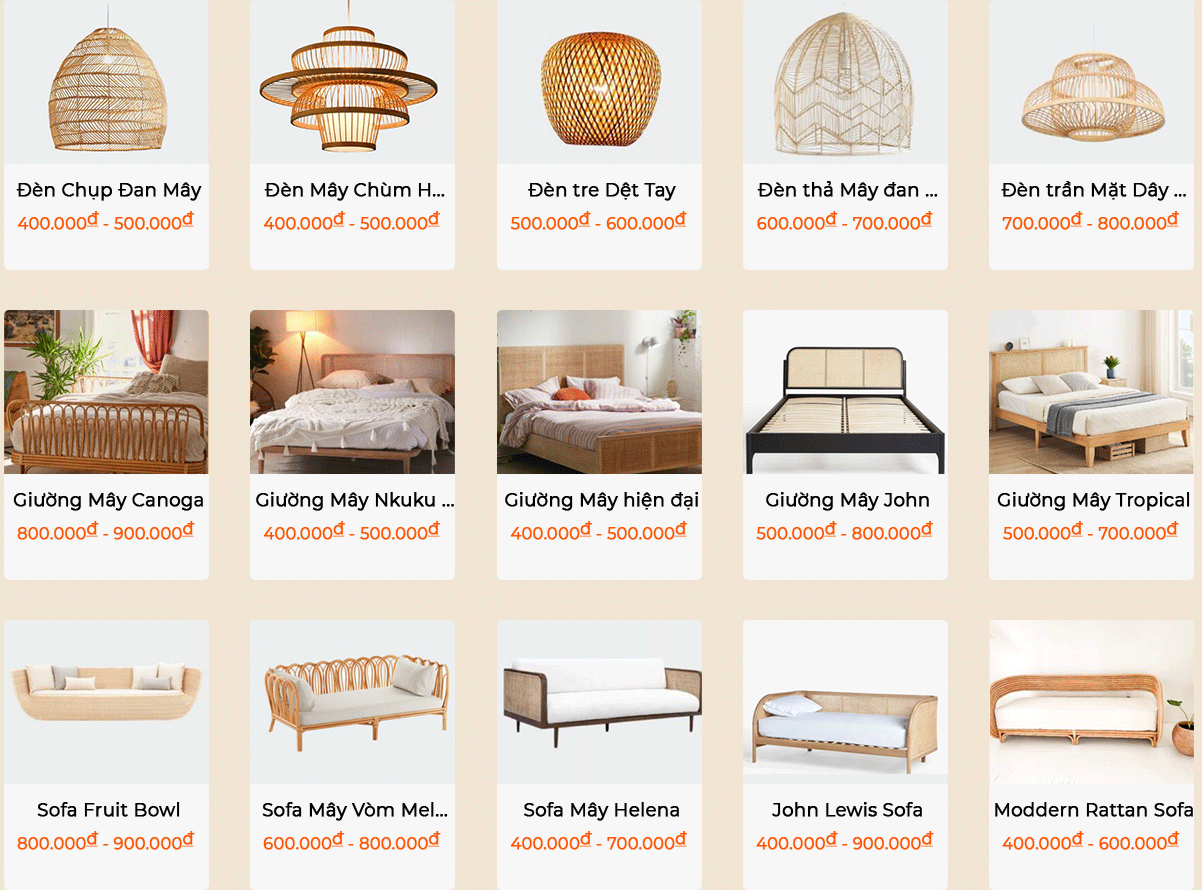 Đèn Chụp Đan Mây
400.000₫ - 500.000₫
Đèn Mây Chùm H...
400.000₫ - 500.000₫
Đèn tre Dệt Tay
500.000₫ - 600.000₫
Đèn thả Mây đan ...
600.000₫ - 700.000₫
Đèn trần Mặt Dây ...
700.000₫ - 800.000₫
Giường Mây Canoga
800.000₫ - 900.000₫
Giường Mây Nkuku ...
400.000₫ - 500.000₫
Giường Mây hiện đại
400.000₫ - 500.000₫
Giường Mây John
500.000₫ - 800.000₫
Giường Mây Tropical
500.000₫ - 700.000₫
Sofa Fruit Bowl
800.000₫ - 900.000₫
Sofa Mây Vòm Mel...
600.000₫ - 800.000₫
Sofa Mây Helena
400.000₫ - 700.000₫
John Lewis Sofa
400.000₫ - 900.000₫
Moddern Rattan Sofa
400.000₫ - 600.000₫